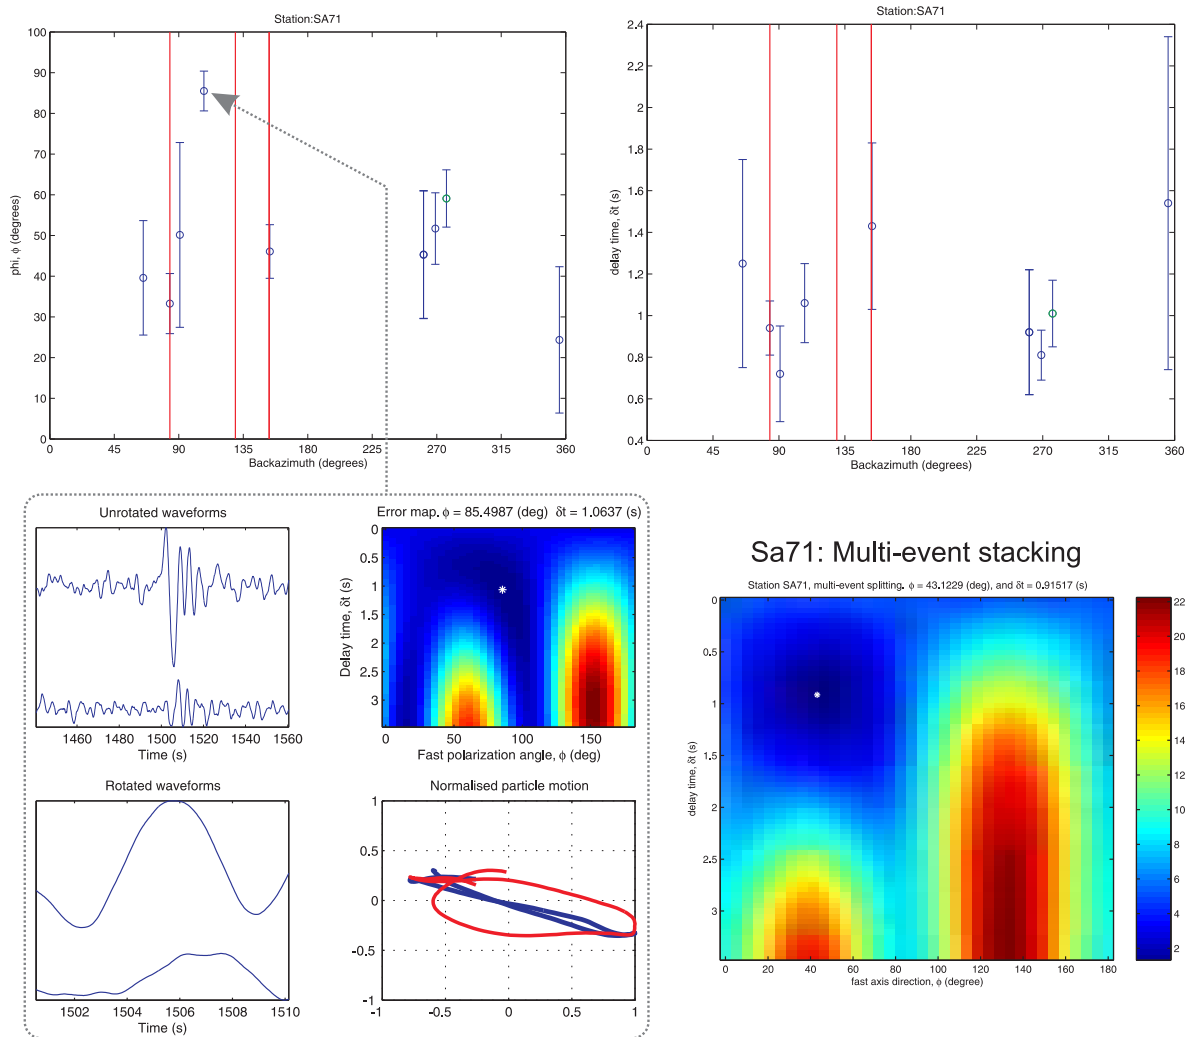 Station:SA71
100
90
80
70
60
50
40
30
20
10
0
phi, ϕ (degrees)
0 45 90 135 180 225 270 315 360
Backazimuth (degrees)
Station:SA71
2.4
2.2
2
1.8
1.6
1.4
1.2
1
0.8
0.6
0.4
delay time, δt (s)
0 45 90 135 180 225 270 315 360
Backazimuth (degrees)
Unrotated waveforms
1460 1480 1500 1520 1540 1560
Time (s)
Error map. ϕ = 85.4987 (deg) δt = 1.0637 (s)
0
0.5
1
1.5
2
2.5
3
Delay time, δt (s)
0 50 100 150
Fast polarization angle, ϕ (deg)
Rotated waveforms
1502 1504 1506 1508 1510
Time (s)
Normalised particle motion
1
0.5
0
-0.5
-1
-1 -0.5 0 0.5 1
Sa71: Multi-event stacking
Station SA71, multi-event splitting. ϕ = 43.1229 (deg), and δt = 0.91517 (s)
0
0.5
1
1.5
2
2.5
3
delay time, δt (s)
0 20 40 60 80 100 120 140 160 180
fast axis direction, ϕ (degree)
22
20
18
16
14
12
10
8
6
4
2